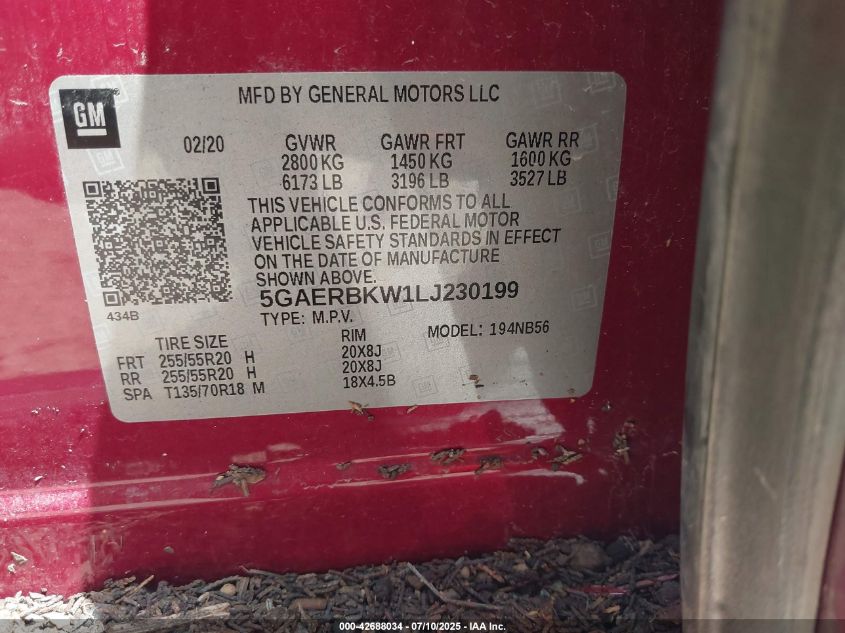 GM
MFD BY GENERAL MOTORS LLC
02/20 GVWR GAWR FRT GAWR RR
2800 KG 1450 KG 1600 KG
6173 LB 3196 LB 3527 LB
THIS VEHICLE CONFORMS TO ALL
APPLICABLE U.S. FEDERAL MOTOR
VEHICLE SAFETY STANDARDS IN EFFECT
ON THE DATE OF MANUFACTURE
SHOWN ABOVE.
434B
5GAERBKW1LJ230199
TYPE: M.P.V. MODEL: 194NB56
TIRE SIZE RIM
FRT 255/55R20 H 20X8J
RR 255/55R20 H 20X8J
SPA T135/70R18 M 18X4.5B
000-42688034 - 07/10/2025 - IAA Inc.